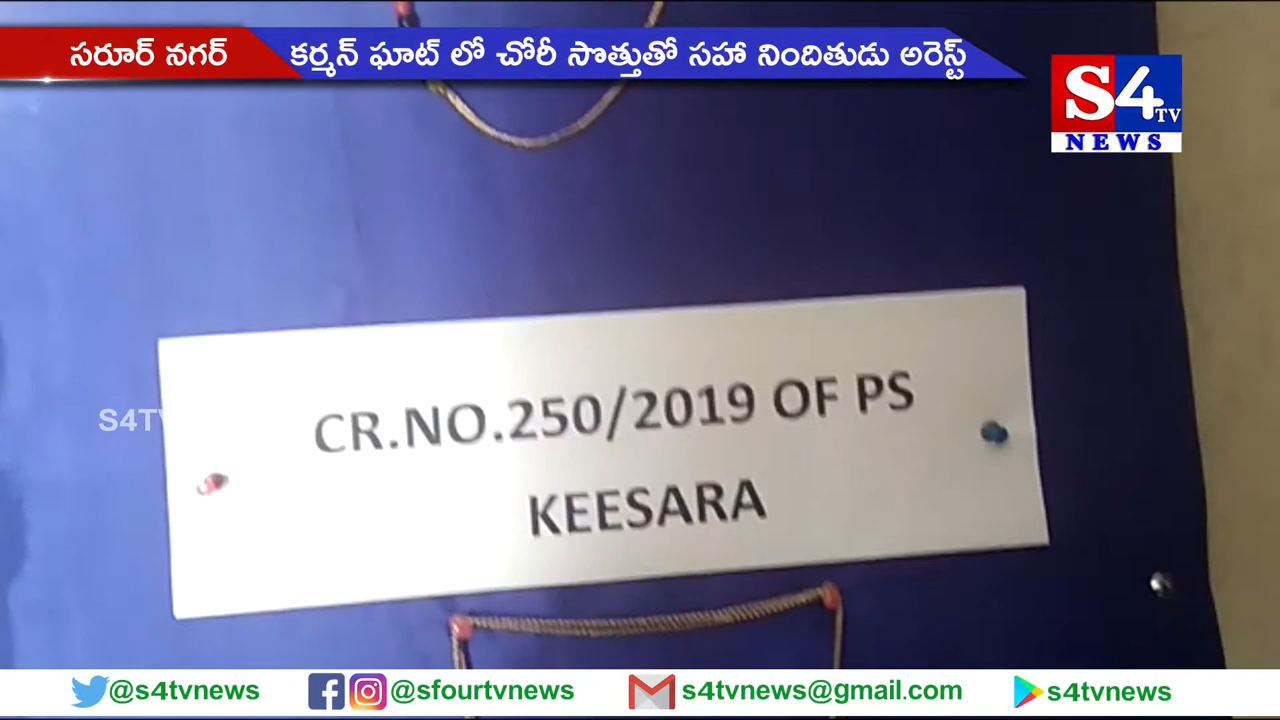 సరూర్ నగర్
కర్మన్ ఘాట్ లో చోరీ సొత్తుతో సహా నిందితుడు అరెస్ట్
S4 TV
NEWS
S4TV
CR.NO.250/2019 OF PS
KEESARA
@s4tvnews
@sfourtvnews
s4tvnews@gmail.com
s4tvnews